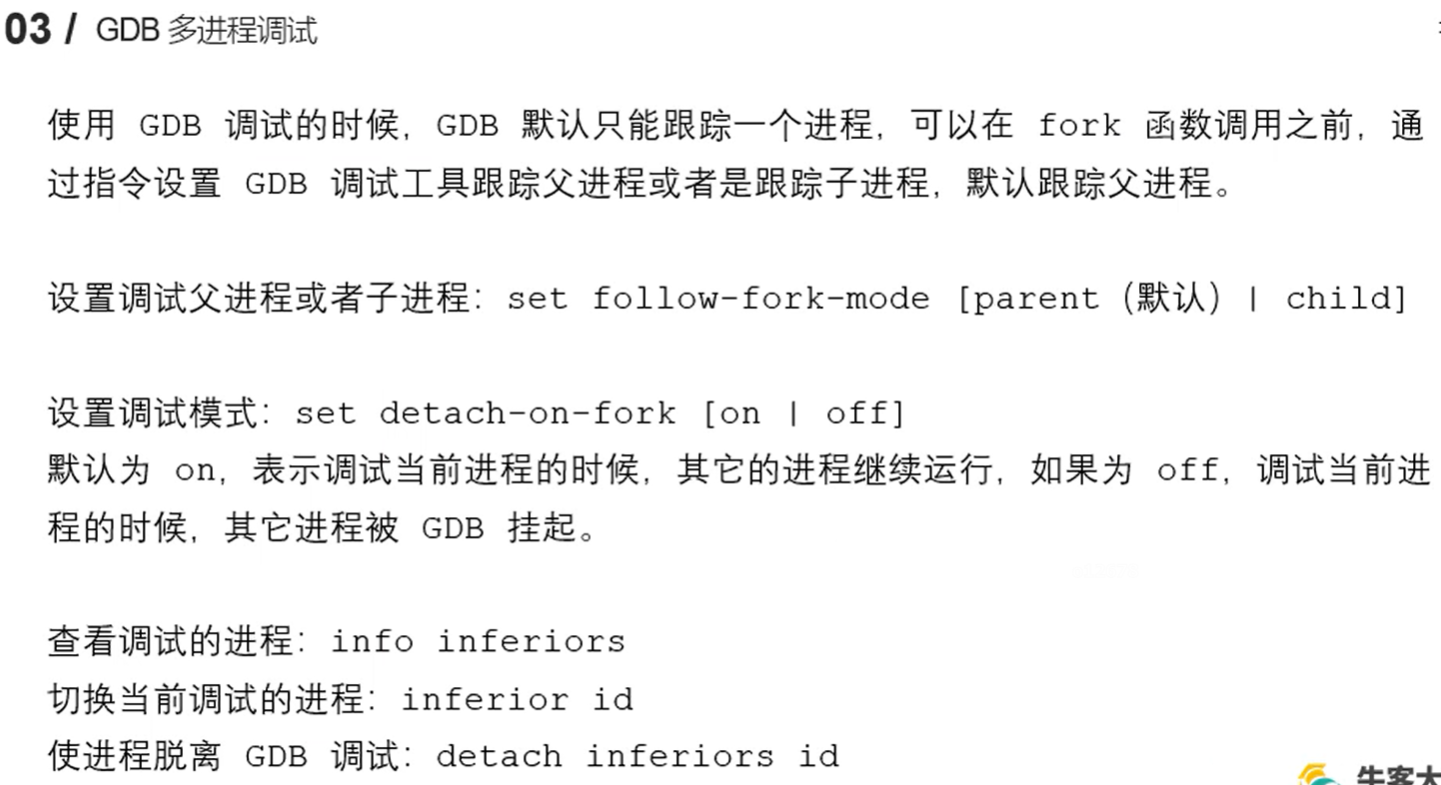 03 / GDB 多进程调试
使用 GDB 调试的时候，GDB 默认只能跟踪一个进程，可以在 fork 函数调用之前，通
过指令设置 GDB 调试工具跟踪父进程或者是跟踪子进程，默认跟踪父进程。
设置调试父进程或者子进程：set follow-fork-mode [parent（默认）| child]
设置调试模式：set detach-on-fork [on | off]
默认为 on，表示调试当前进程的时候，其它的进程继续运行，如果为 off，调试当前进
程的时候，其它进程被 GDB 挂起。
查看调试的进程：info inferiors
切换当前调试的进程：inferior id
使进程脱离 GDB 调试：detach inferiors id
牛客大